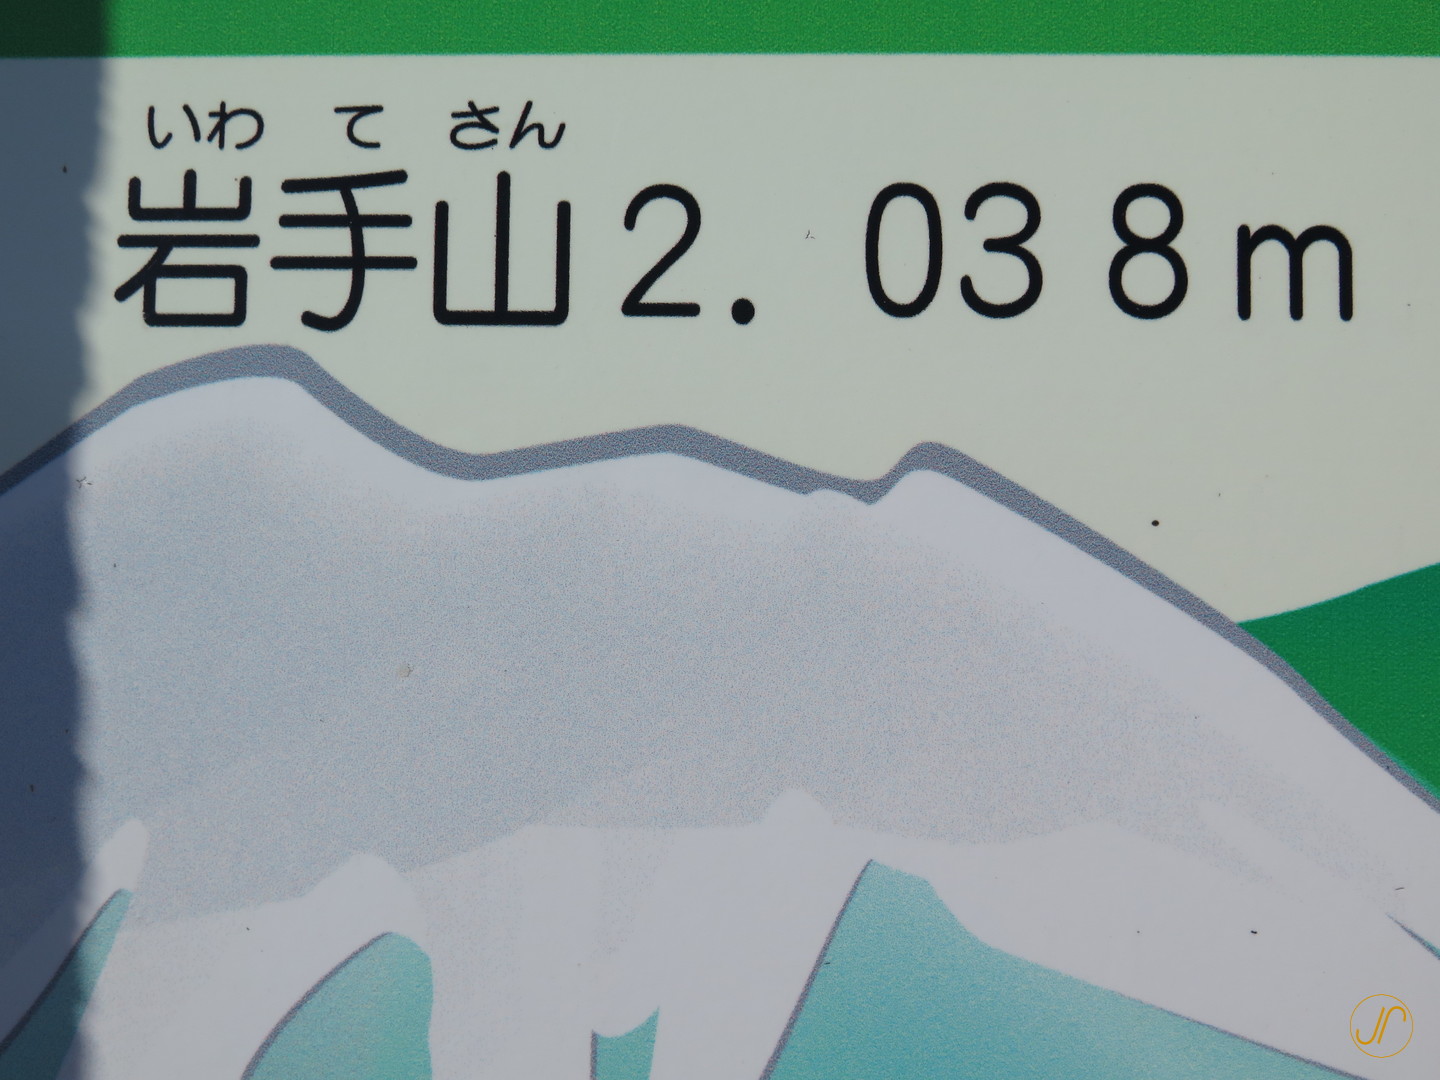 いわ て さん
岩手山2. 038m